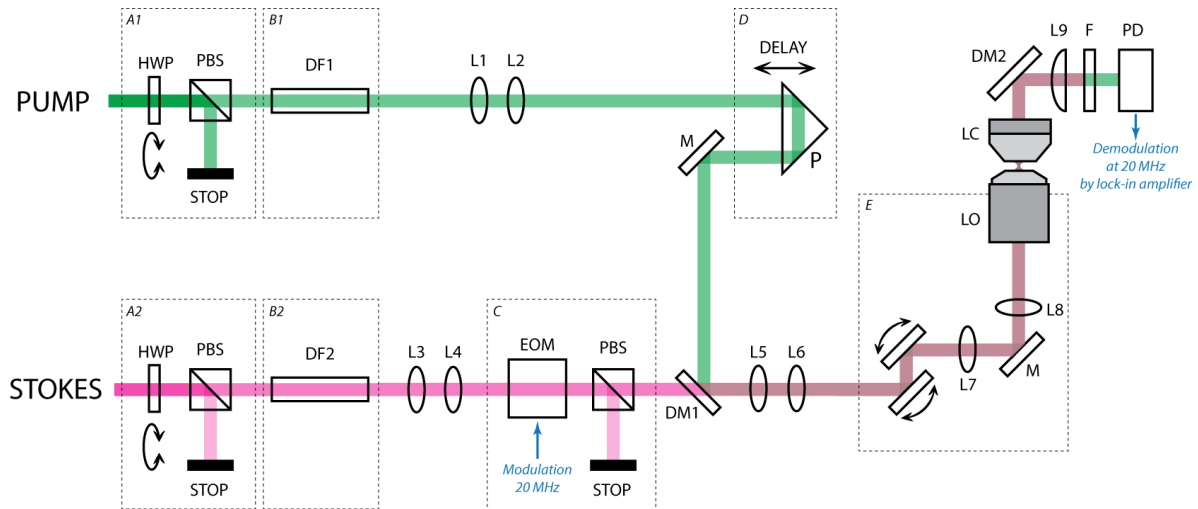 A1
B1
D
HWP
PBS
DF1
L1
L2
DELAY
DM2
L9
F
PD
PUMP
STOP
M
P
LC
Demodulation
at 20 MHz
by lock-in amplifier
E
LO
A2
B2
C
HWP
PBS
DF2
L3
L4
EOM
PBS
L5
L6
L8
STOKES
DM1
L7
M
STOP
Modulation
20 MHz
STOP